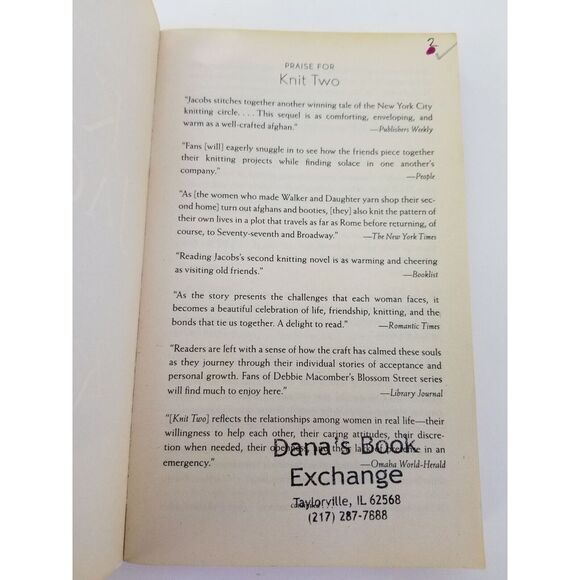 2
PRAISE FOR
Knit Two
"Jacobs stitches together another winning tale of the New York City
knitting circle. . . . This sequel is as comforting, enveloping, and
warm as a well-crafted afghan."
—Publishers Weekly
"Fans [will] eagerly snuggle in to see how the friends piece together
their knitting projects while finding solace in one another's
company."
—People
"As [the women who made Walker and Daughter yarn shop their sec-
ond home] turn out afghans and booties, [they] also knit the pattern of
their own lives in a plot that travels as far as Rome before returning, of
course, to Seventy-seventh and Broadway."
—The New York Times
"Reading Jacobs's second knitting novel is as warming and cheering
as visiting old friends."
—Booklist
"As the story presents the challenges that each woman faces, it
becomes a beautiful celebration of life, friendship, knitting, and the
bonds that tie us together. A delight to read."
—Romantic Times
"Readers are left with a sense of how the craft has calmed these souls
as they journey through their individual stories of acceptance and
personal growth. Fans of Debbie Macomber's Blossom Street series
will find much to enjoy here."
—Library Journal
"[Knit Two] reflects the relationships among women in real life—their
willingness to help each other, their caring attitudes, their discre-
tion when needed, their and their in an
emergency."
—Omaha World-Herald
Dana's Book
Exchange
Taylorville, IL 62568
(217) 287-7688